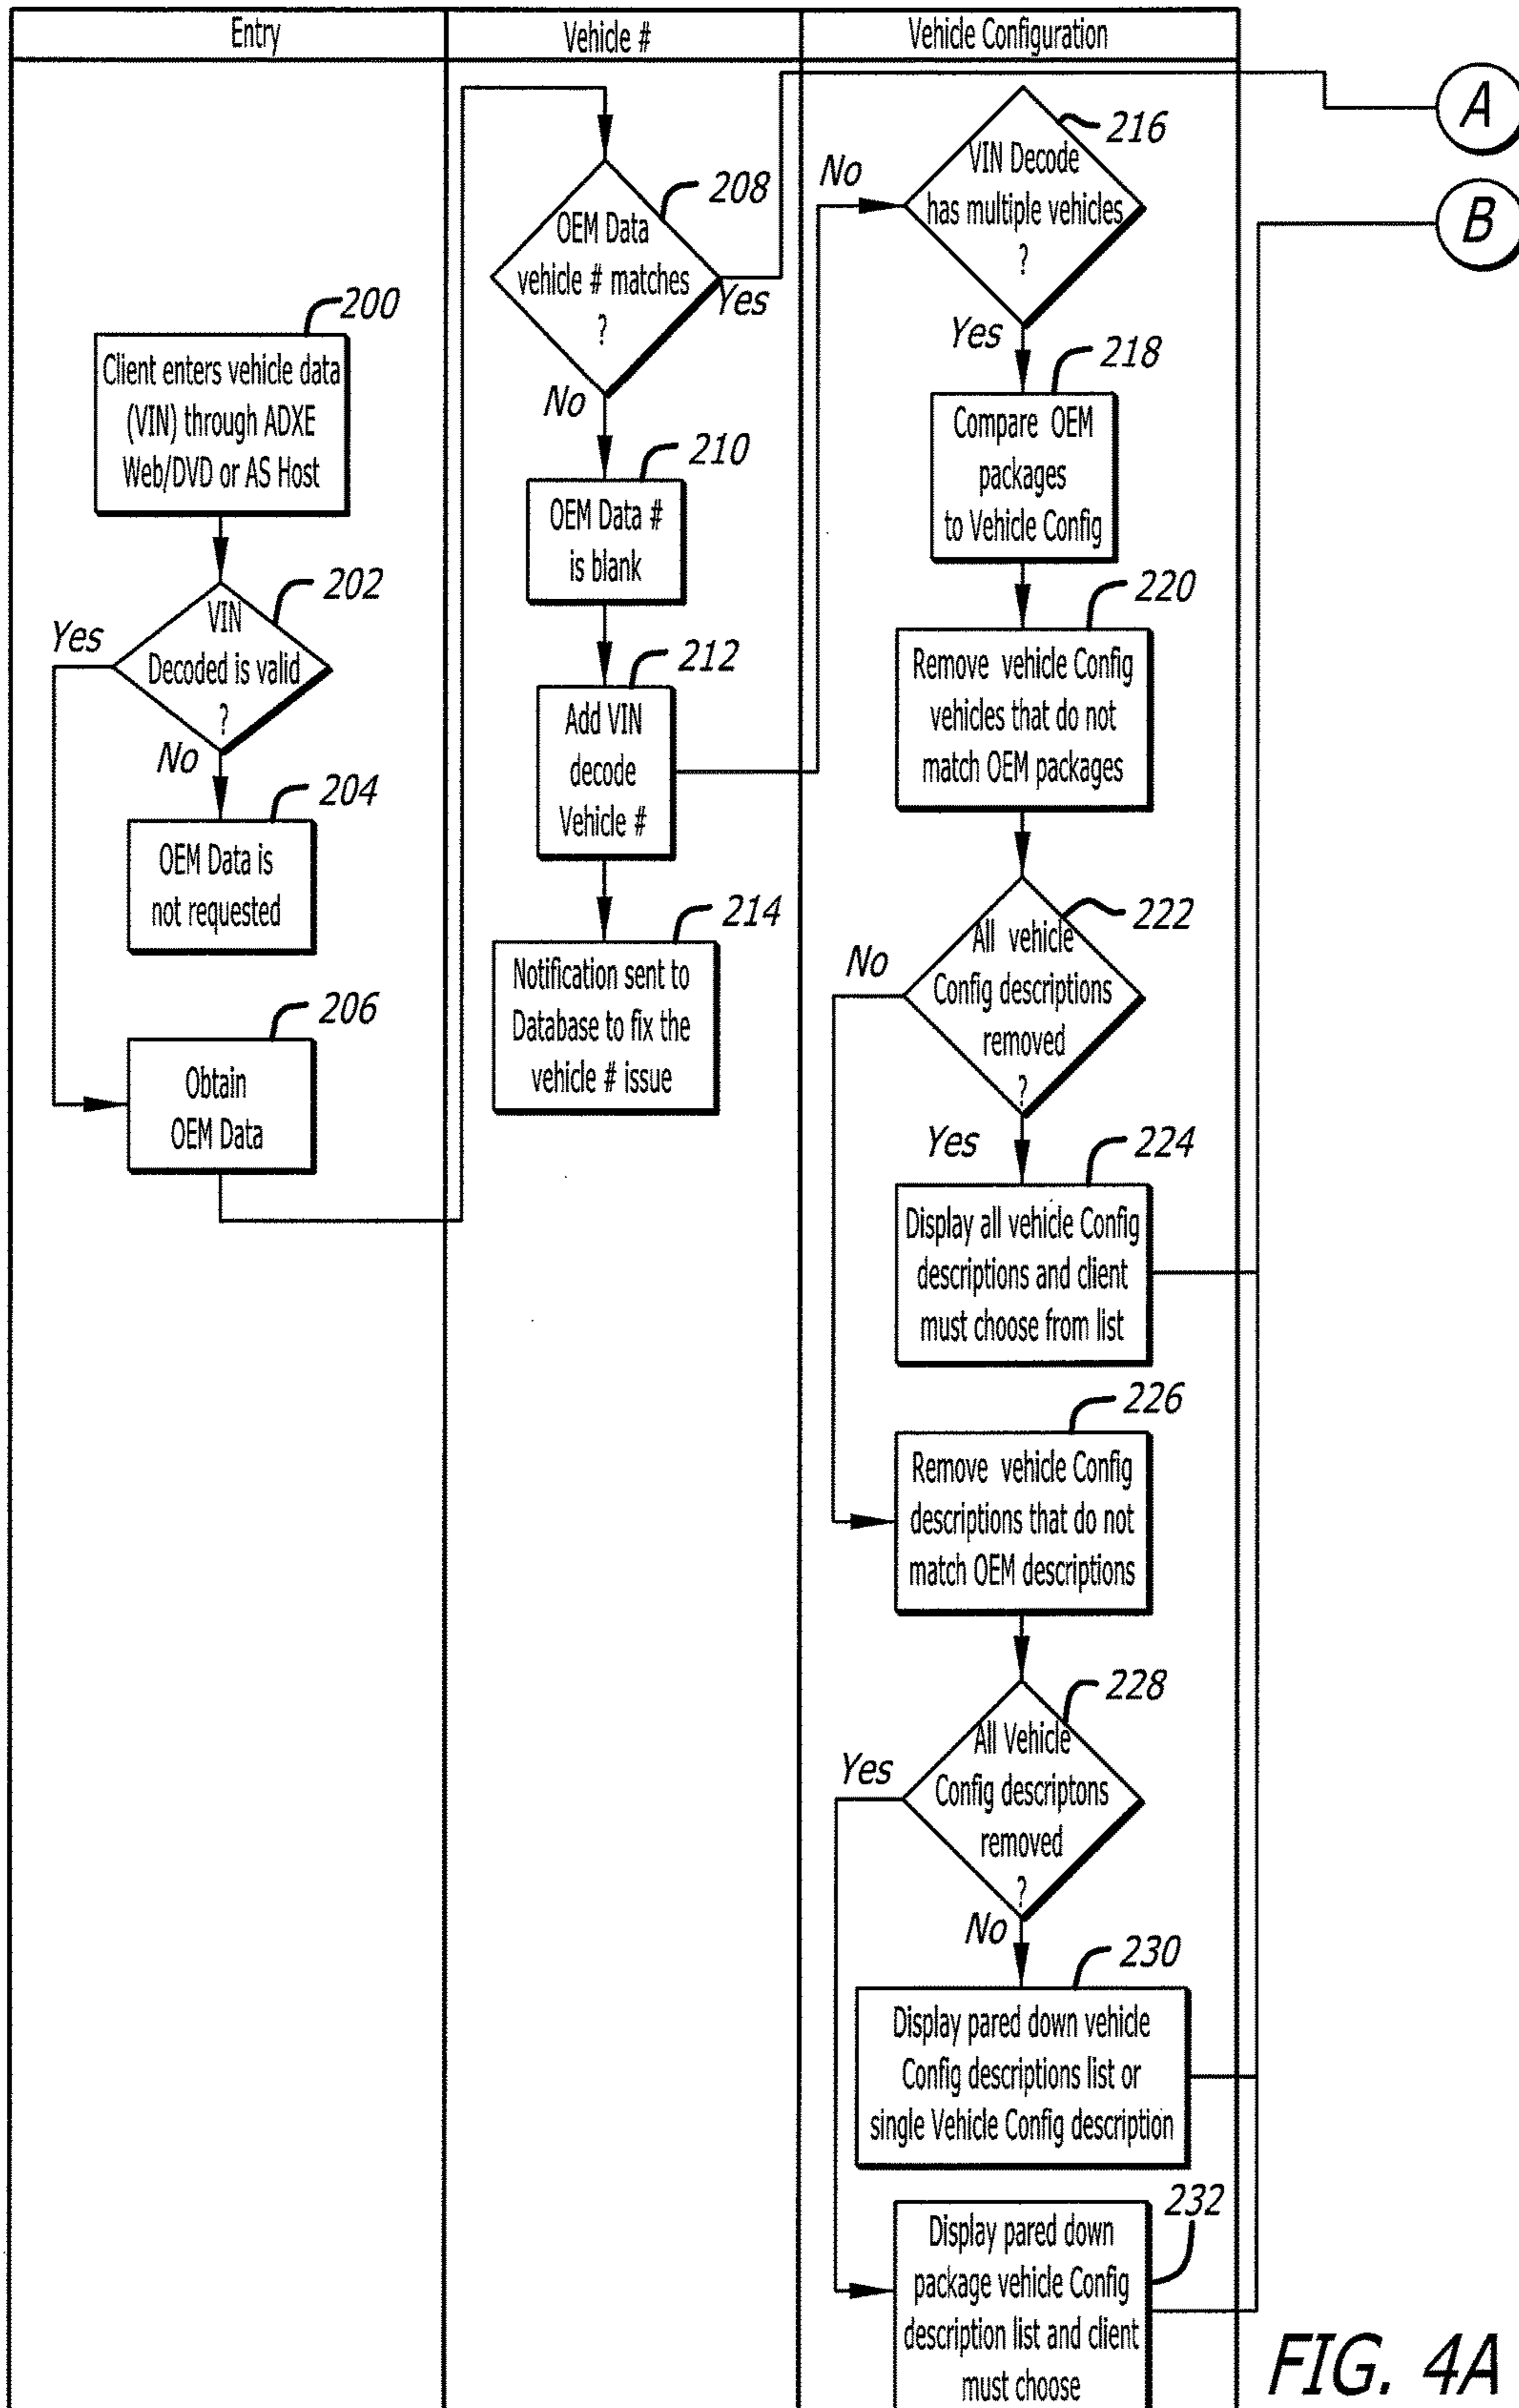 Entry
Vehicle #
Vehicle Configuration
A
B
200
Client enters vehicle data
(VIN) through ADXE
Web/DVD or AS Host
202
VIN
Decoded is valid
?
Yes
No
204
OEM Data is
not requested
206
Obtain
OEM Data
208
OEM Data
vehicle # matches
?
Yes
No
210
OEM Data #
is blank
212
Add VIN
decode
Vehicle #
214
Notification sent to
Database to fix the
vehicle # issue
No
216
VIN Decode
has multiple vehicles
?
Yes
218
Compare OEM
packages
to Vehicle Config
220
Remove vehicle Config
vehicles that do not
match OEM packages
222
All vehicle
Config descriptions
removed
?
No
Yes
224
Display all vehicle Config
descriptions and client
must choose from list
226
Remove vehicle Config
descriptions that do not
match OEM descriptions
228
All Vehicle
Config descriptons
removed
?
Yes
No
230
Display pared down vehicle
Config descriptions list or
single Vehicle Config description
232
Display pared down
package vehicle Config
description list and client
must choose
FIG. 4A